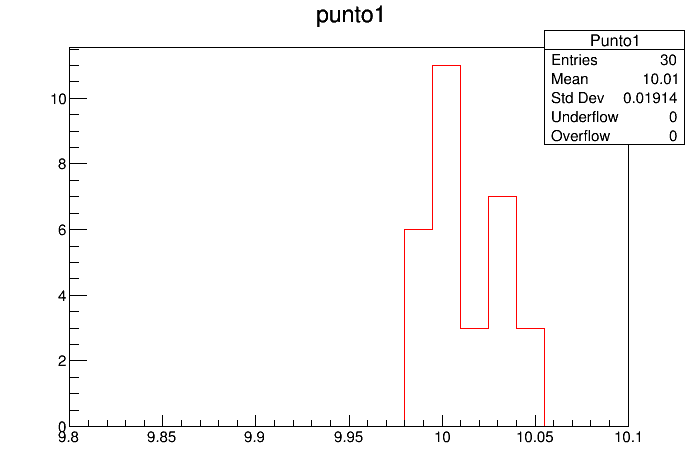 punto1
Punto1
Entries 30
Mean 10.01
Std Dev 0.01914
Underflow 0
Overflow 0
10
8
6
4
2
0
9.8 9.85 9.9 9.95 10 10.05 10.1